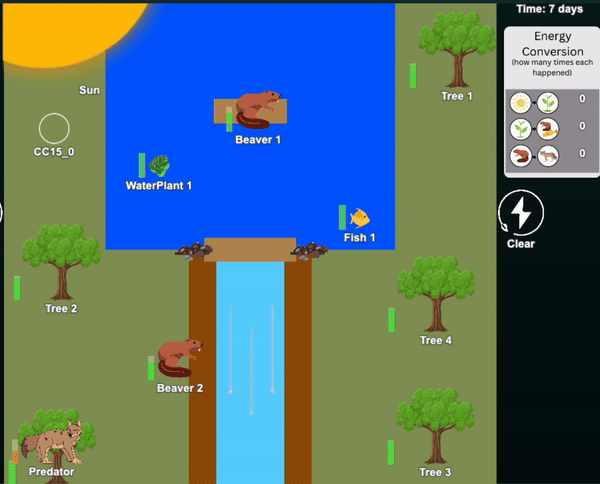 Time: 7 days
Energy
Conversion
(how many times each
happened)
0
0
0
Clear
Sun
CC15_0
Tree 1
Beaver 1
WaterPlant 1
Fish 1
Tree 2
Tree 4
Beaver 2
Predator
Tree 3